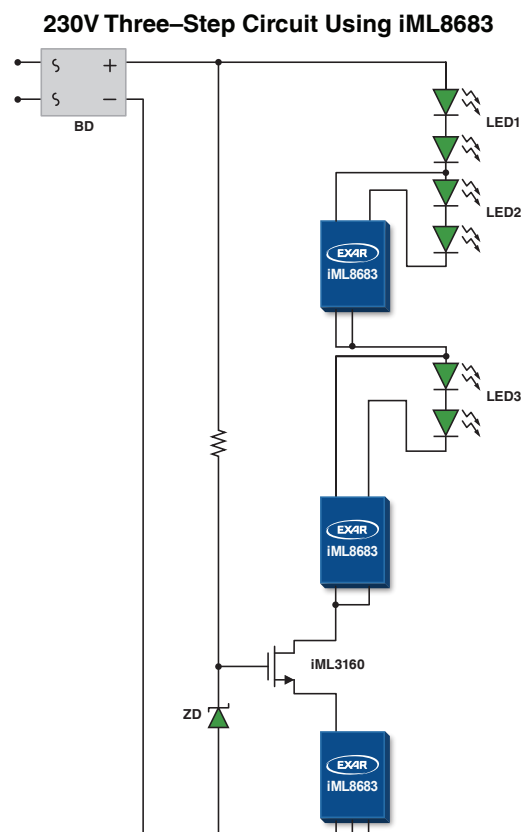 230V Three–Step Circuit Using iML8683
S +
S −
BD
LED1
LED2
EXAR
iML8683
LED3
EXAR
iML8683
iML3160
ZD
EXAR
iML8683